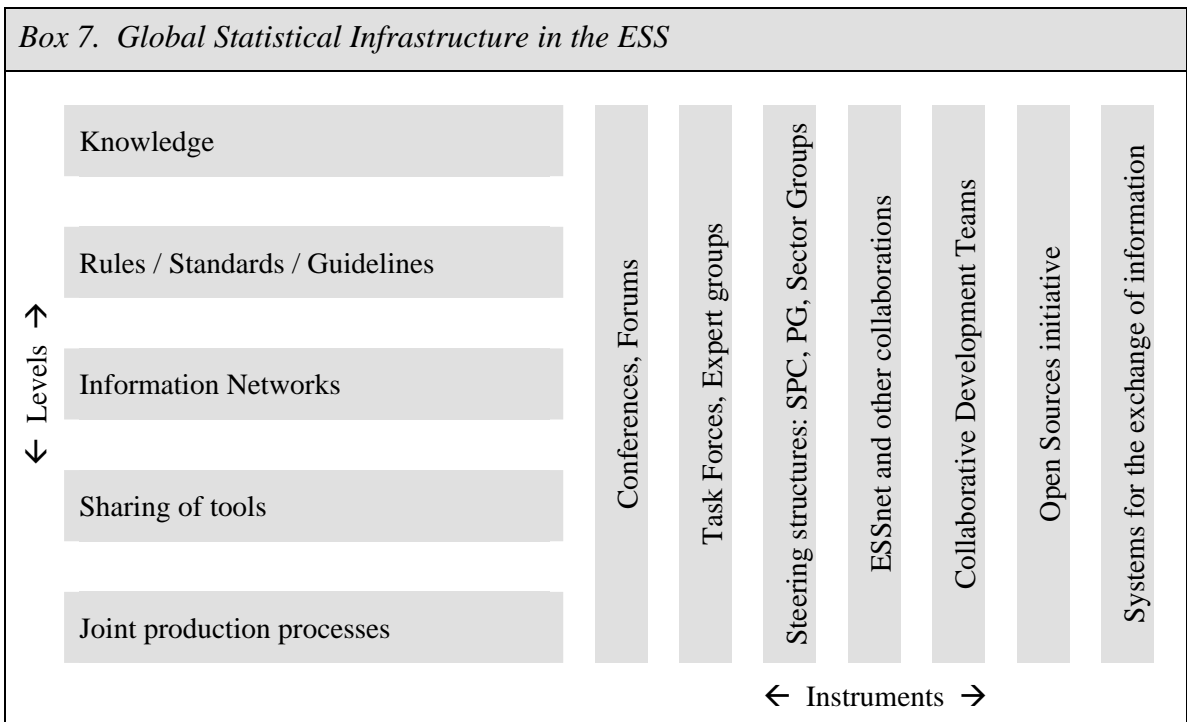 Box 7. Global Statistical Infrastructure in the ESS
Knowledge
Rules / Standards / Guidelines
Information Networks
Sharing of tools
Joint production processes
← Levels →
Conferences, Forums
Task Forces, Expert groups
Steering structures: SPC, PG, Sector Groups
ESSnet and other collaborations
Collaborative Development Teams
Open Sources initiative
Systems for the exchange of information
← Instruments →